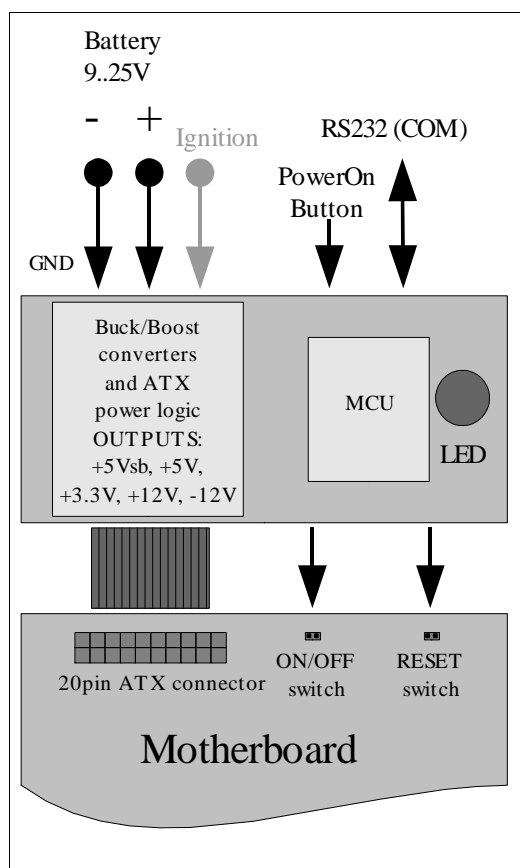 Battery
9..25V
- +
Ignition
RS232 (COM)
PowerOn
Button
GND
Buck/Boost
converters
and ATX
power logic
OUTPUTS:
+5Vsb, +5V,
+3.3V, +12V, -12V
MCU
LED
20pin ATX connector
ON/OFF
switch
RESET
switch
Motherboard